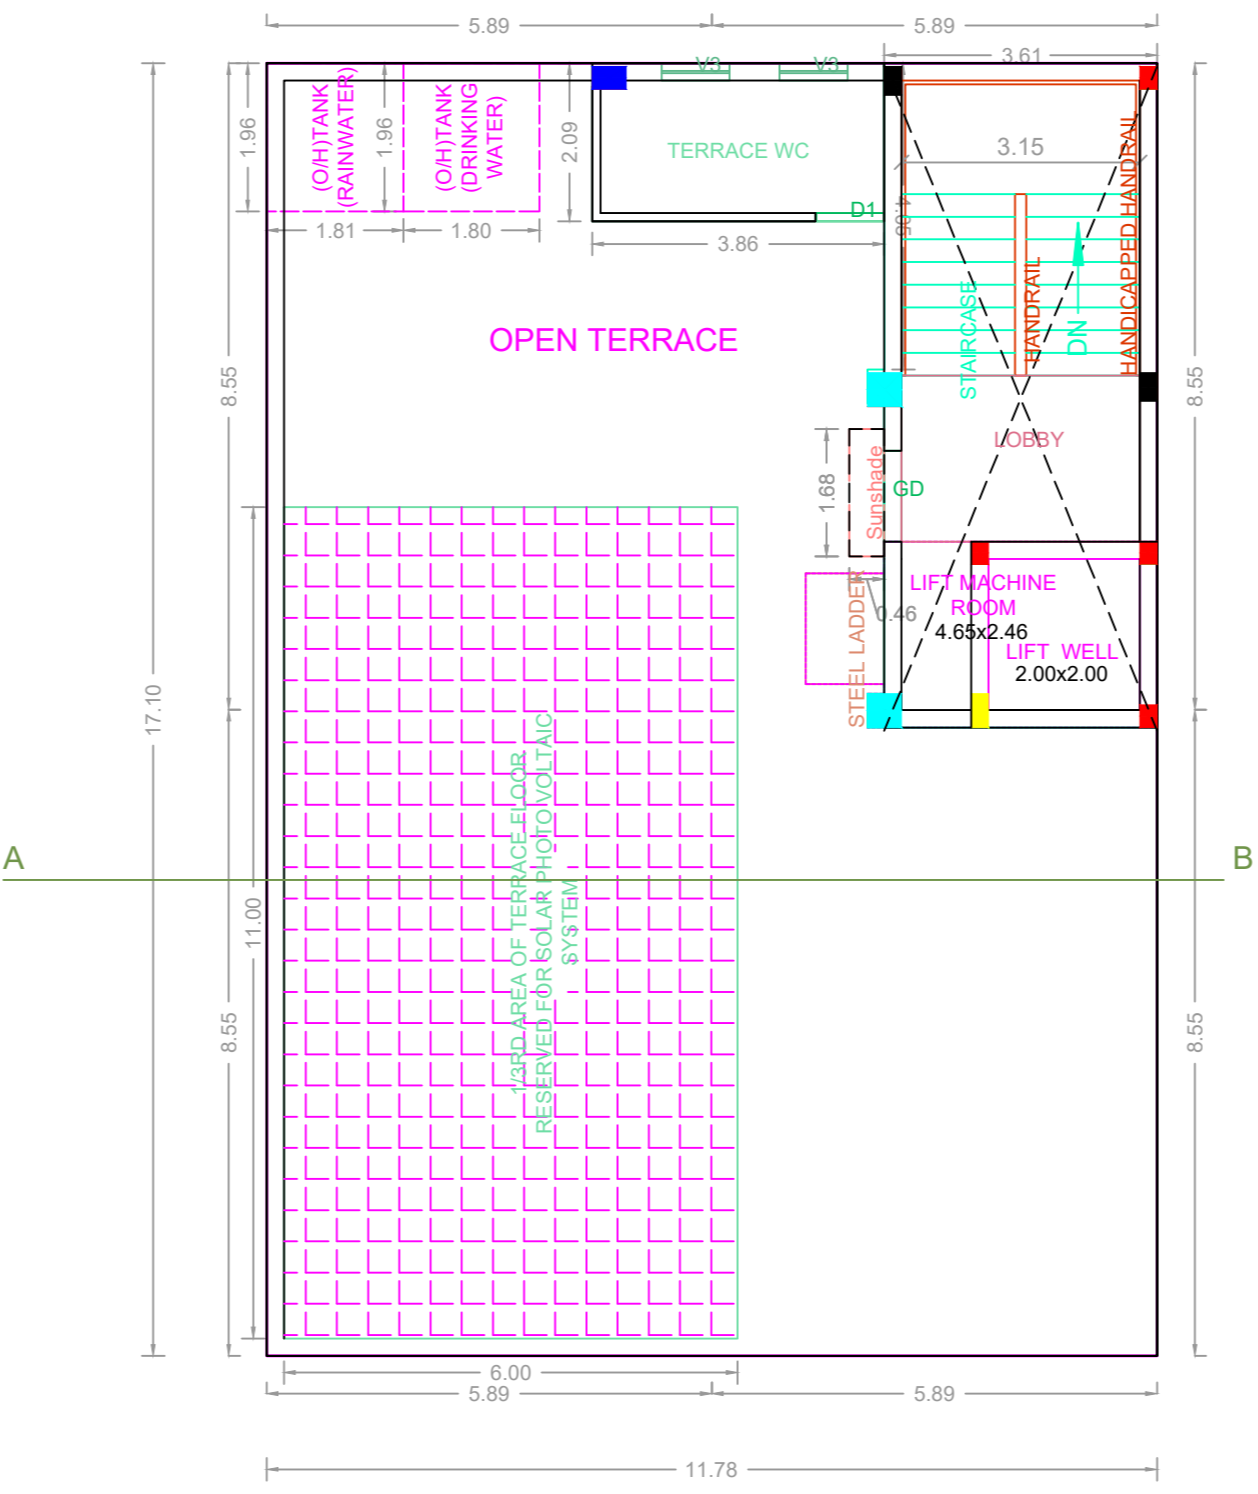 5.89
5.89
3.61
V3
V3
1.96
(O/H)TANK
(RAINWATER)
1.96
(O/H)TANK
(DRINKING
WATER)
2.09
TERRACE WC
3.15
HANDICAPPED HANDRAIL
D1
1.81
1.80
3.86
HANDRAIL
STAIRCASE
DN
OPEN TERRACE
8.55
8.55
LOBBY
1.68
Sunshade
GD
LIFT MACHINE
ROOM
4.65x2.46
0.46
STEEL LADDER
LIFT WELL
2.00x2.00
17.10
1/3RD AREA OF TERRACE FLOOR
RESERVED FOR SOLAR PHOTO VOLTAIC
SYSTEM
A
B
11.00
8.55
8.55
6.00
5.89
5.89
11.78